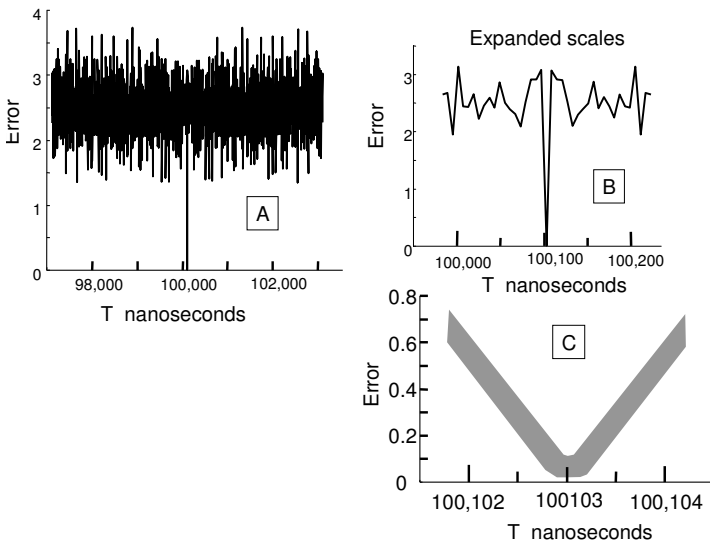 4
3
2
1
0
Error
A
98,000 100,000 102,000
T nanoseconds
Expanded scales
3
2
1
0
Error
B
100,000 100,100 100,200
T nanoseconds
0.8
0.6
0.4
0.2
0
Error
C
100,102 100103 100,104
T nanoseconds